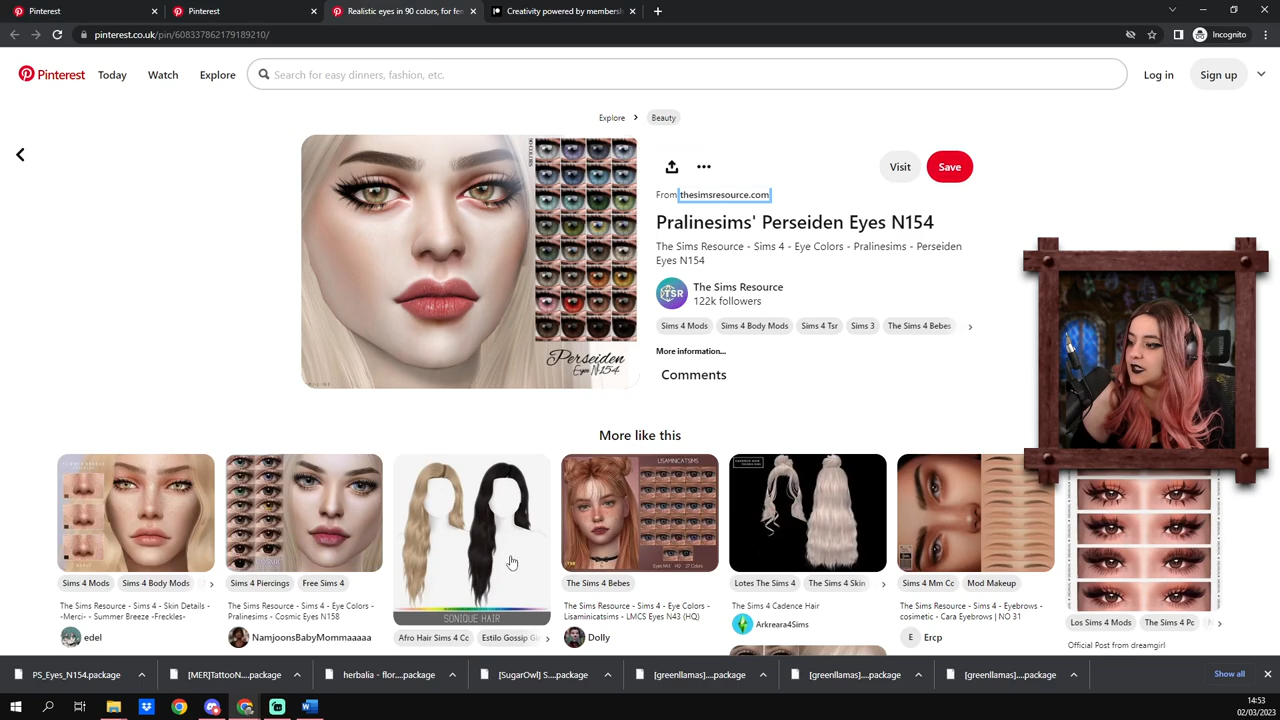 Pinterest
Pinterest
Realistic eyes in 90 colors, for fen
Creativity powered by members
pinterest.co.uk/pin/608337862179189210/
Incognito
Pinterest
Today
Watch
Explore
Search for easy dinners, fashion, etc.
Log in
Sign up
Explore
Beauty
Visit
Save
From thesimsresource.com
Pralinesims' Perseiden Eyes N154
The Sims Resource - Sims 4 - Eye Colors - Pralinesims - Perseiden
Eyes N154
TSR
The Sims Resource
122k followers
Sims 4 Mods
Sims 4 Body Mods
Sims 4 Tsr
Sims 3
The Sims 4 Bebes
More information...
Comments
Perseiden
Eyes N154
More like this
SONIQUE HAIR
LISAMINICATSIMS
Sims 4 Mods
Sims 4 Body Mods
Sims 4 Piercings
Free Sims 4
The Sims 4 Bebes
Lotes The Sims 4
The Sims 4 Skin
Sims 4 Mm Cc
Mod Makeup
The Sims Resource - Sims 4 - Skin Details
-Merci- - Summer Breeze -Freckles-
edel
The Sims Resource - Sims 4 - Eye Colors -
Pralinesims - Cosmic Eyes N158
NamjoonsBabyMommaaaaa
Afro Hair Sims 4 Cc
Estilo Gossip Gi
The Sims Resource - Sims 4 - Eye Colors -
Lisaminicatsims - LMCS Eyes N43 (HQ)
Dolly
The Sims 4 Cadence Hair
Arkreara4Sims
The Sims Resource - Sims 4 - Eyebrows -
cosmetic - Cara Eyebrows | NO 31
E
Ercp
Los Sims 4 Mods
The Sims 4 Pc
Official Post from dreamgirl
PS_Eyes_N154.package
[MER]TattooN....package
herbalia - flor....package
[SugarOwl] S....package
[greenllamas]....package
[greenllamas]....package
[greenllamas]....package
Show all
14:53
02/03/2023